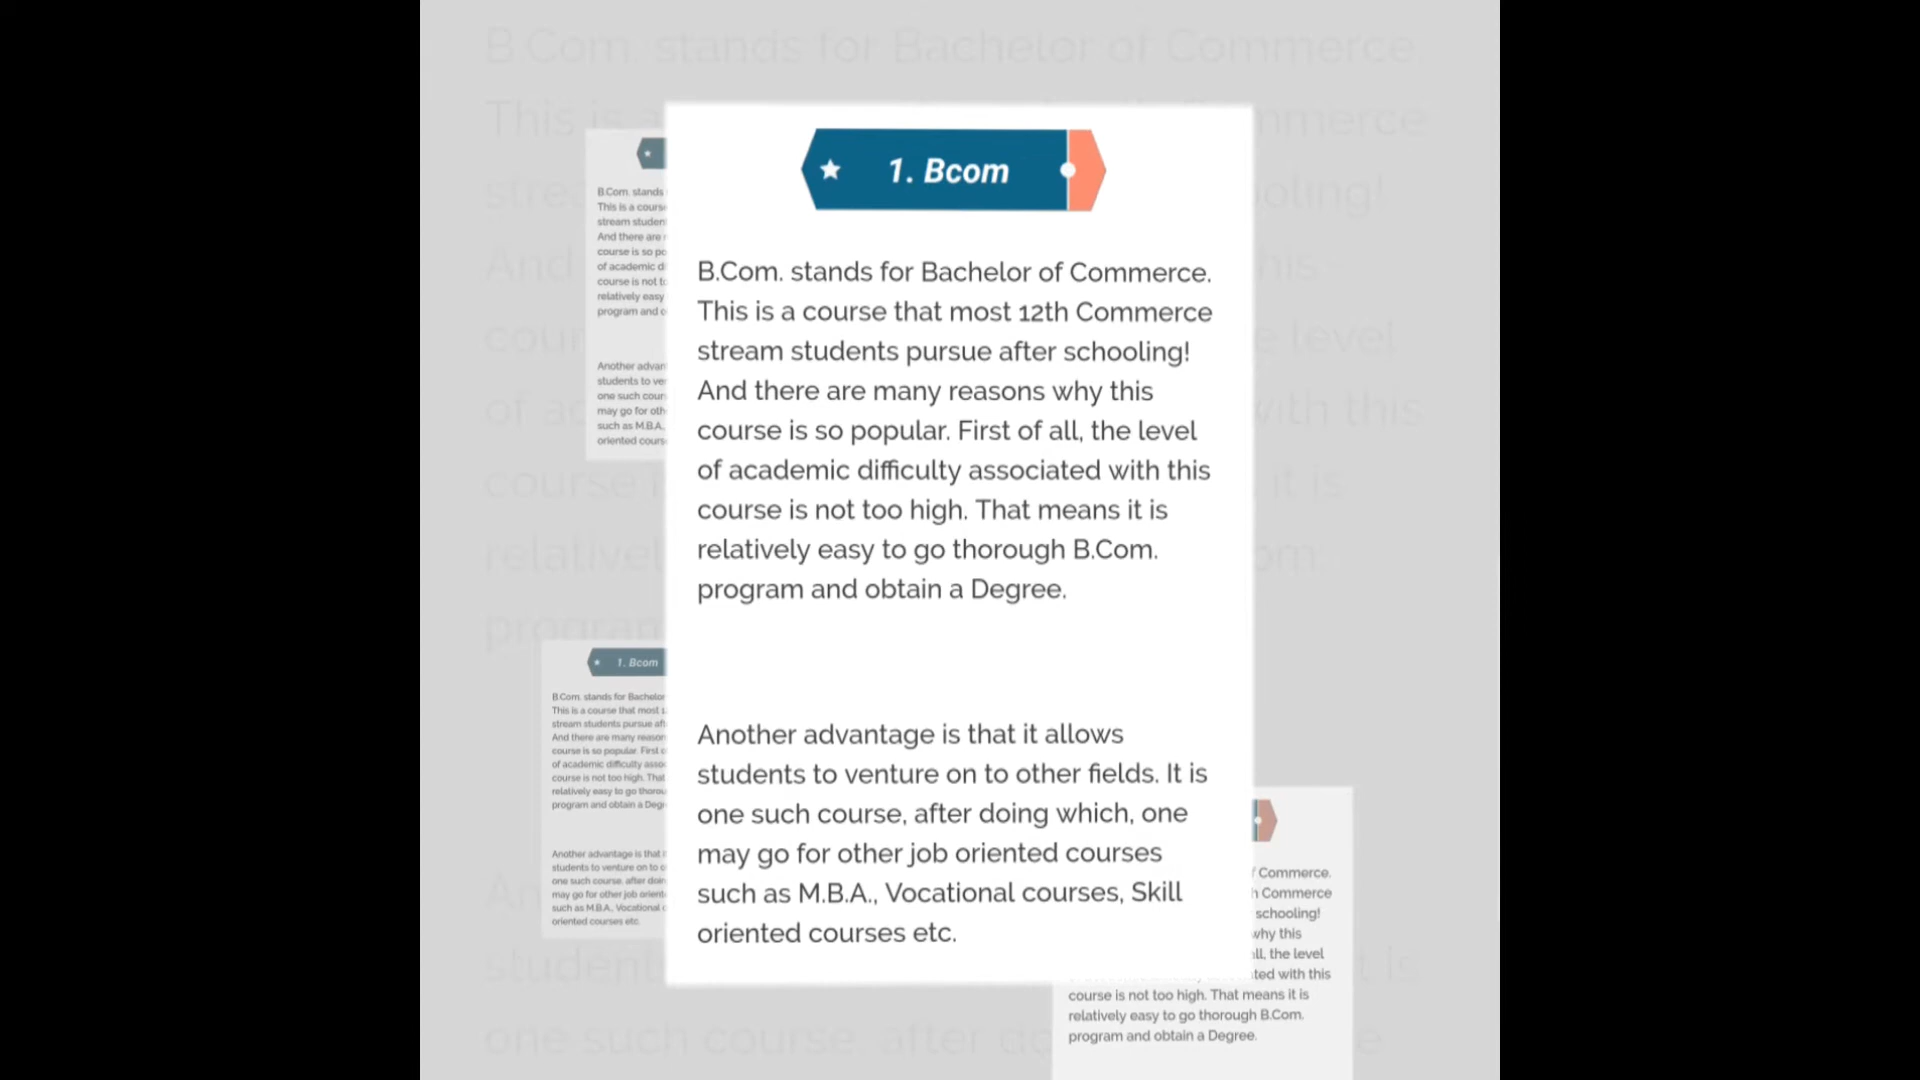 1. Bcom
B.Com. stands for Bachelor of Commerce.
This is a course that most 12th Commerce
stream students pursue after schooling!
And there are many reasons why this
course is so popular. First of all, the level
of academic difficulty associated with this
course is not too high. That means it is
relatively easy to go thorough B.Com.
program and obtain a Degree.
Another advantage is that it allows
students to venture on to other fields. It is
one such course, after doing which, one
may go for other job oriented courses
such as M.B.A., Vocational courses, Skill
oriented courses etc.